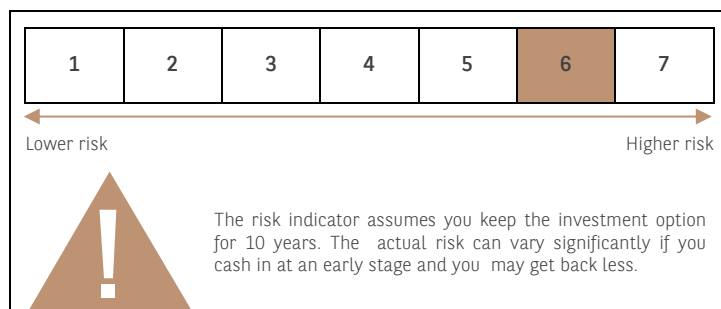 1 2 3 4 5 6 7
Lower risk Higher risk
!
The risk indicator assumes you keep the investment option
for 10 years. The actual risk can vary significantly if you
cash in at an early stage and you may get back less.